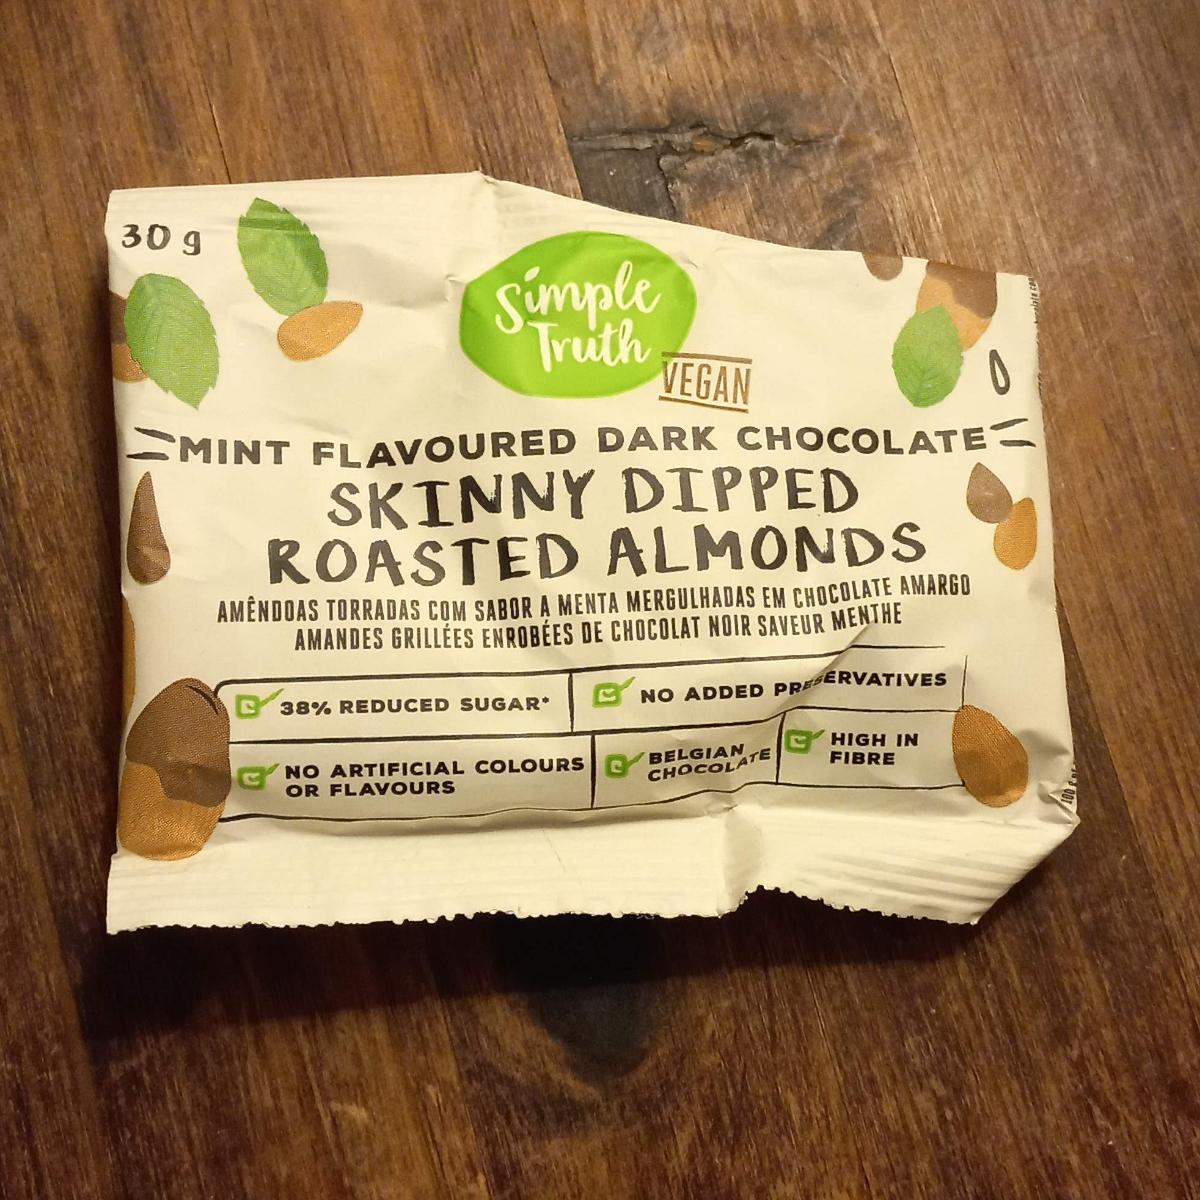 30 g
Simple
Truth
VEGAN
MINT FLAVOURED DARK CHOCOLATE
SKINNY DIPPED
ROASTED ALMONDS
AMÊNDOAS TORRADAS COM SABOR A MENTA MERGULHADAS EM CHOCOLATE AMARGO
AMANDES GRILLÉES ENROBÉES DE CHOCOLAT NOIR SAVEUR MENTHE
38% REDUCED SUGAR*
NO ADDED PRESERVATIVES
NO ARTIFICIAL COLOURS
OR FLAVOURS
BELGIAN
CHOCOLATE
HIGH IN
FIBRE